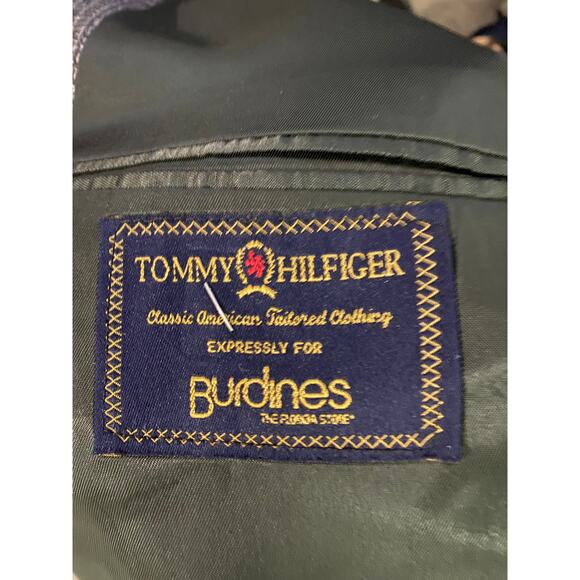 TOMMY HILFIGER
Classic American Tailored Clothing
EXPRESSLY FOR
Burdines
THE FLORIDA STORE®